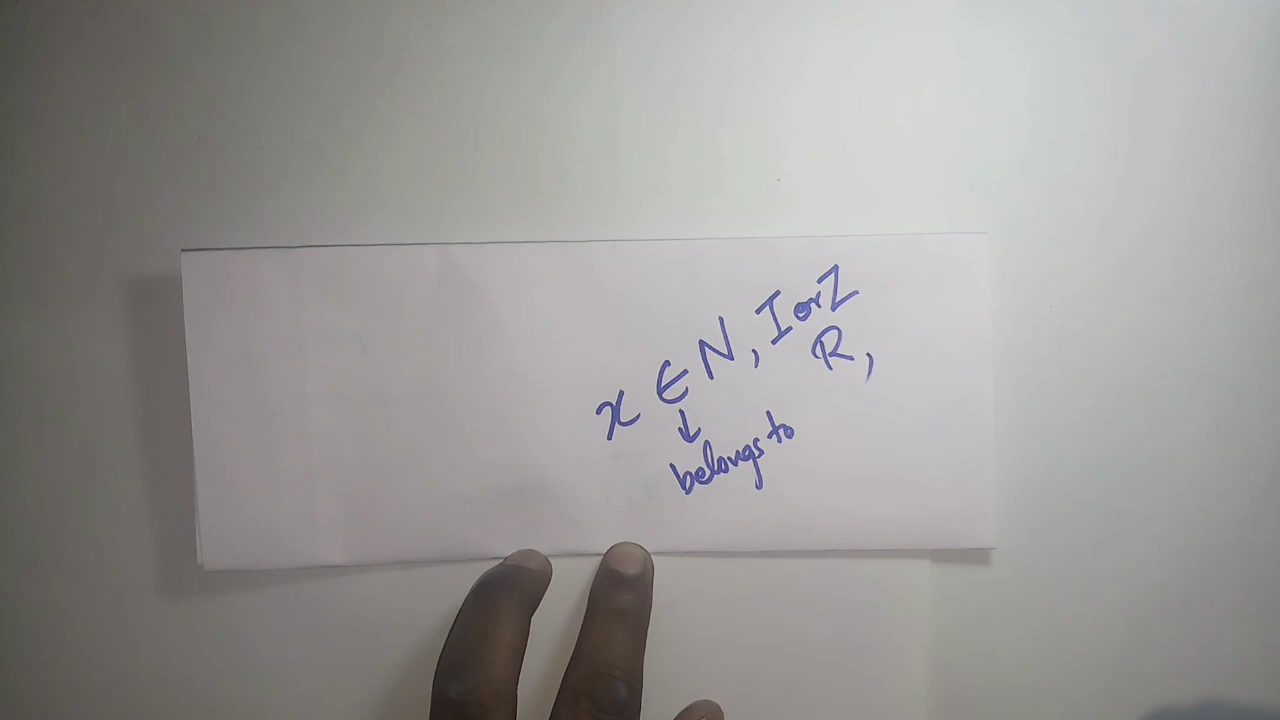 x ∈ N, I or Z
R,
↓
belongs to